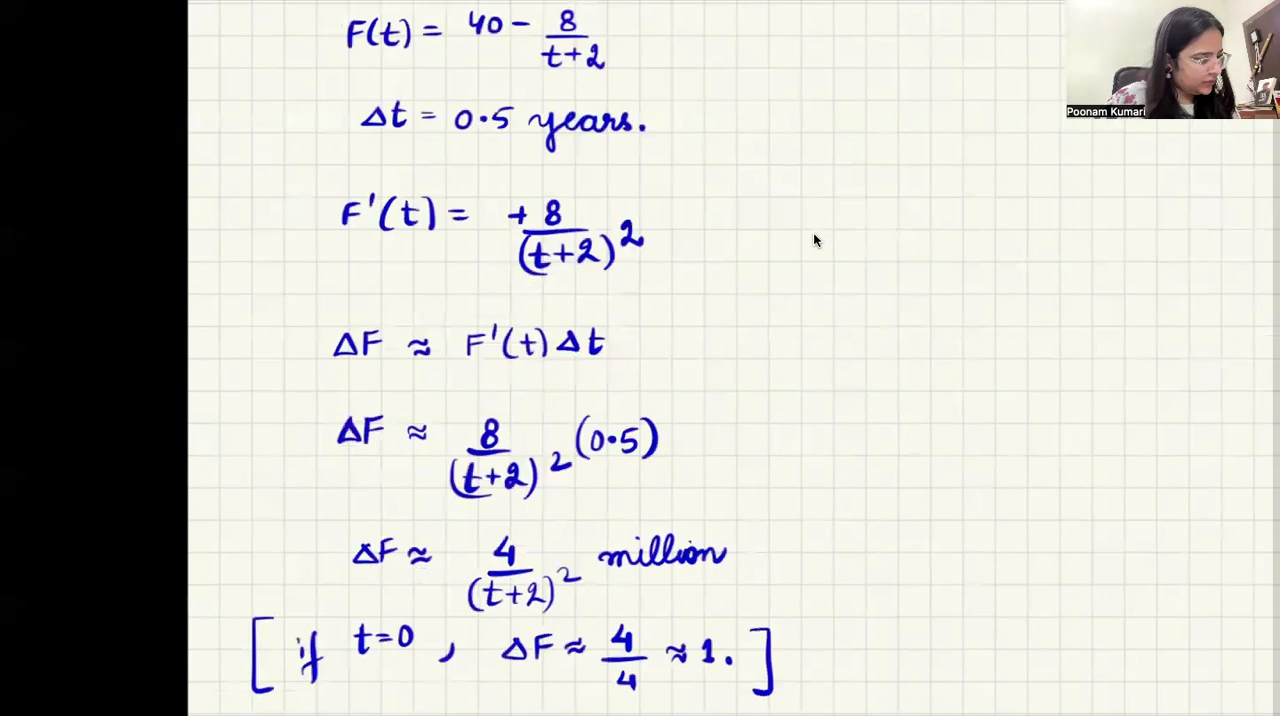 F(t) = 40 - 8/(t+2)
Poonam Kumari
Δt = 0.5 years.
F'(t) = +8/(t+2)²
ΔF ≈ F'(t) Δt
ΔF ≈ 8/(t+2)² (0.5)
ΔF ≈ 4/(t+2)² million
[ if t=0 , ΔF ≈ 4/4 ≈ 1. ]